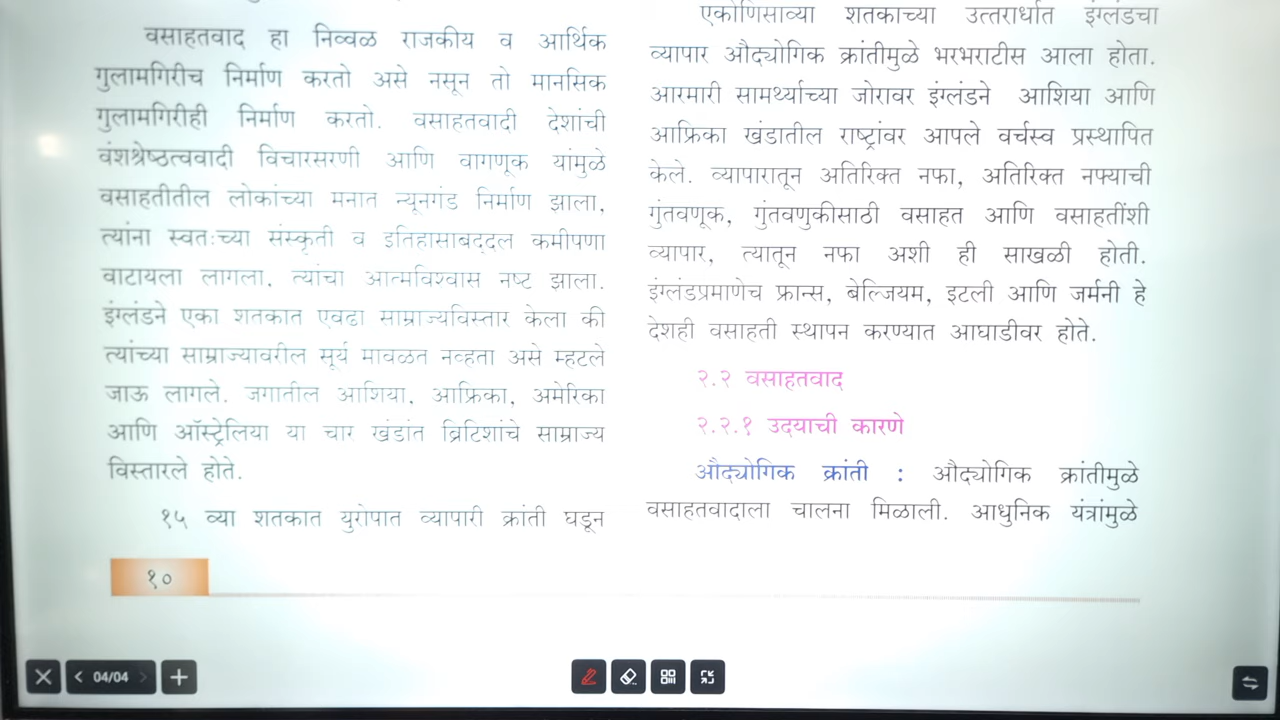 वसाहतवाद हा निव्वळ राजकीय व आर्थिक
गुलामगिरीच निर्माण करतो असे नसून तो मानसिक
गुलामगिरीही निर्माण करतो. वसाहतवादी देशांची
वंशश्रेष्ठत्ववादी विचारसरणी आणि वागणूक यांमुळे
वसाहतीतील लोकांच्या मनात न्यूनगंड निर्माण झाला,
त्यांना स्वतःच्या संस्कृती व इतिहासाबद्दल कमीपणा
वाटायला लागला. त्यांचा आत्मविश्वास नष्ट झाला.
इंग्लंडने एका शतकात एवढा साम्राज्यविस्तार केला की
त्यांच्या साम्राज्यावरील सूर्य मावळत नव्हता असे म्हटले
जाऊ लागले. जगातील आशिया, आफ्रिका, अमेरिका
आणि ऑस्ट्रेलिया या चार खंडांत ब्रिटिशांचे साम्राज्य
विस्तारले होते.
१५ व्या शतकात युरोपात व्यापारी क्रांती घडून
एकोणिसाव्या शतकाच्या उत्तरार्धात इंग्लंडचा
व्यापार औद्योगिक क्रांतीमुळे भरभराटीस आला होता.
आरमारी सामर्थ्याच्या जोरावर इंग्लंडने आशिया आणि
आफ्रिका खंडातील राष्ट्रांवर आपले वर्चस्व प्रस्थापित
केले. व्यापारातून अतिरिक्त नफा, अतिरिक्त नफ्याची
गुंतवणूक, गुंतवणुकीसाठी वसाहत आणि वसाहतींशी
व्यापार, त्यातून नफा अशी ही साखळी होती.
इंग्लंडप्रमाणेच फ्रान्स, बेल्जियम, इटली आणि जर्मनी हे
देशही वसाहती स्थापन करण्यात आघाडीवर होते.
२.२ वसाहतवाद
२.२.१ उदयाची कारणे
औद्योगिक क्रांती : औद्योगिक क्रांतीमुळे
वसाहतवादाला चालना मिळाली. आधुनिक यंत्रांमुळे
१०
04/04